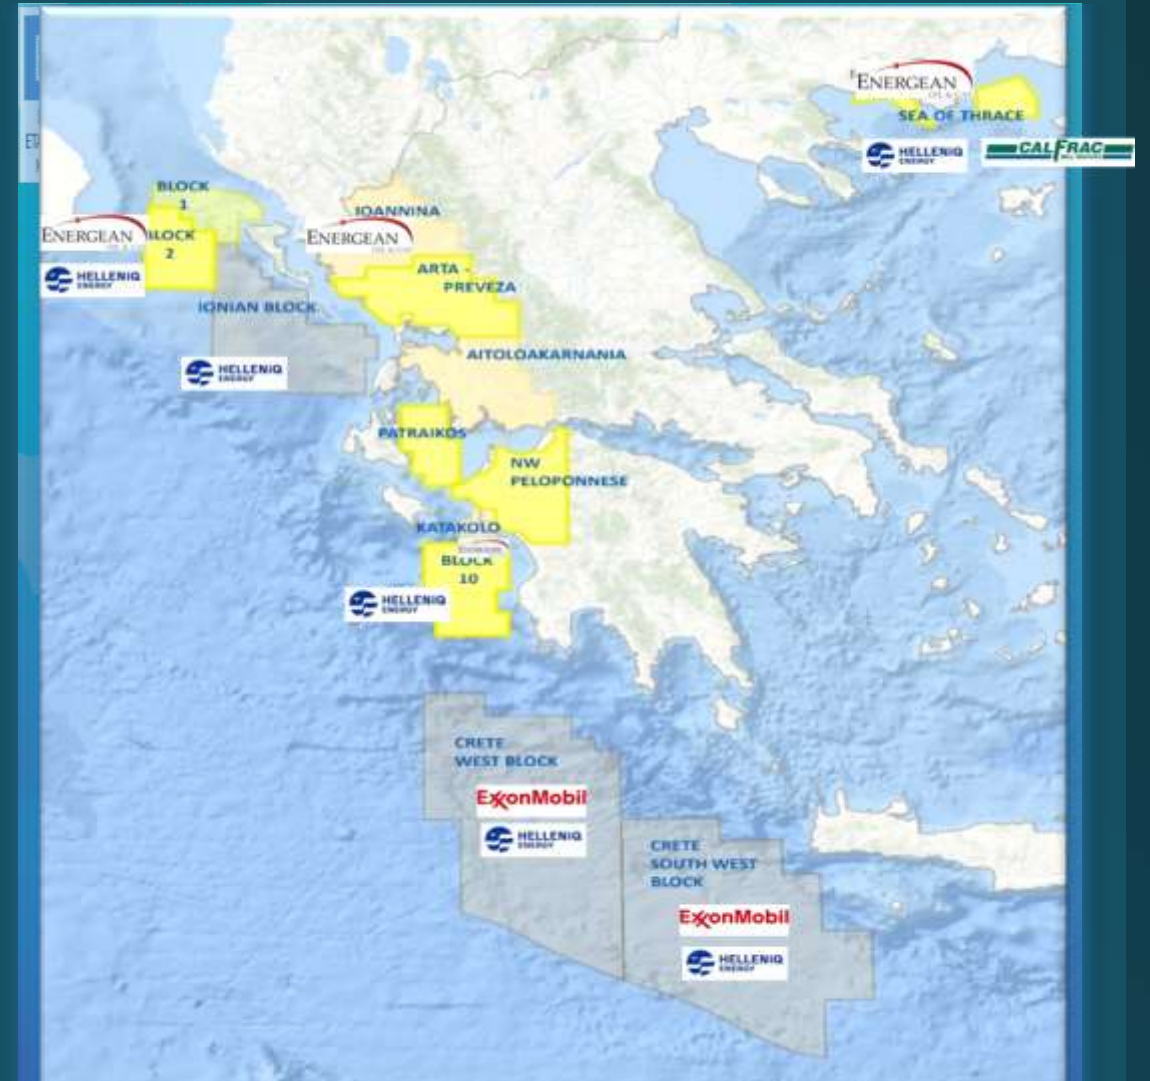 ENERGEAN
OIL & GAS
SEA OF THRACE
HELLENIQ
ENERGY
CALFRAC
BLOCK
1
IOANNINA
ENERGEAN
BLOCK
2
ENERGEAN
HELLENIQ
ENERGY
ARTA -
PREVEZA
IONIAN BLOCK
AITOLOAKARNANIA
HELLENIQ
ENERGY
PATRAIKOS
NW
PELOPONNESE
KATAKOLO
BLOCK
10
HELLENIQ
ENERGY
CRETE
WEST BLOCK
ExxonMobil
HELLENIQ
ENERGY
CRETE
SOUTH WEST
BLOCK
ExxonMobil
HELLENIQ
ENERGY